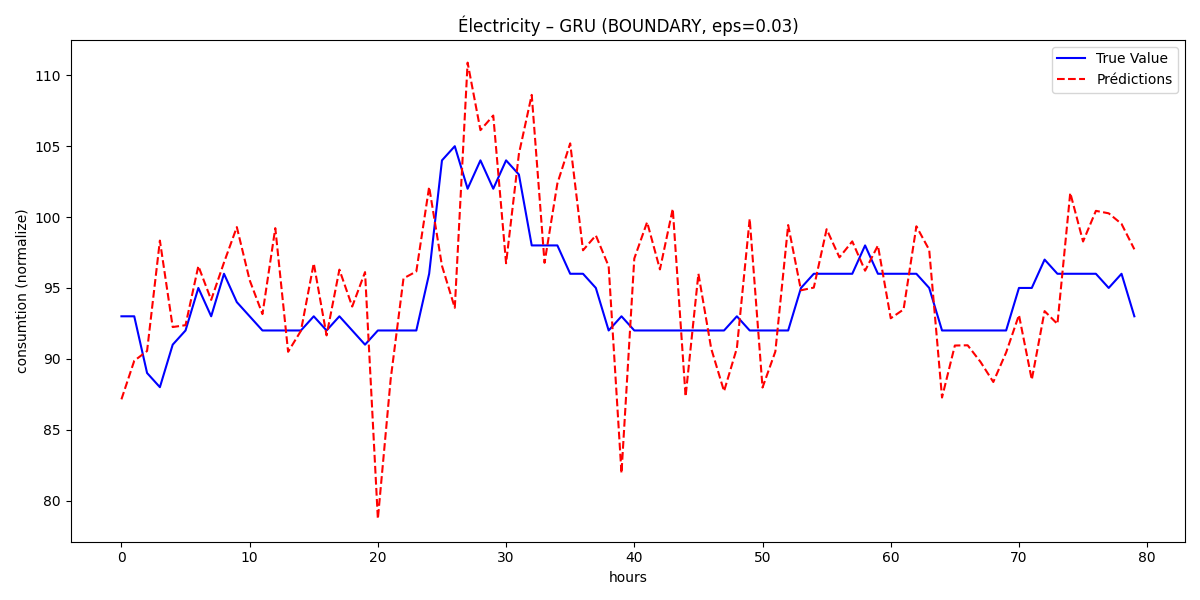 Électricity – GRU (BOUNDARY, eps=0.03)
True Value
Prédictions
consumtion (normalize)
110
105
100
95
90
85
80
0 10 20 30 40 50 60 70 80
hours